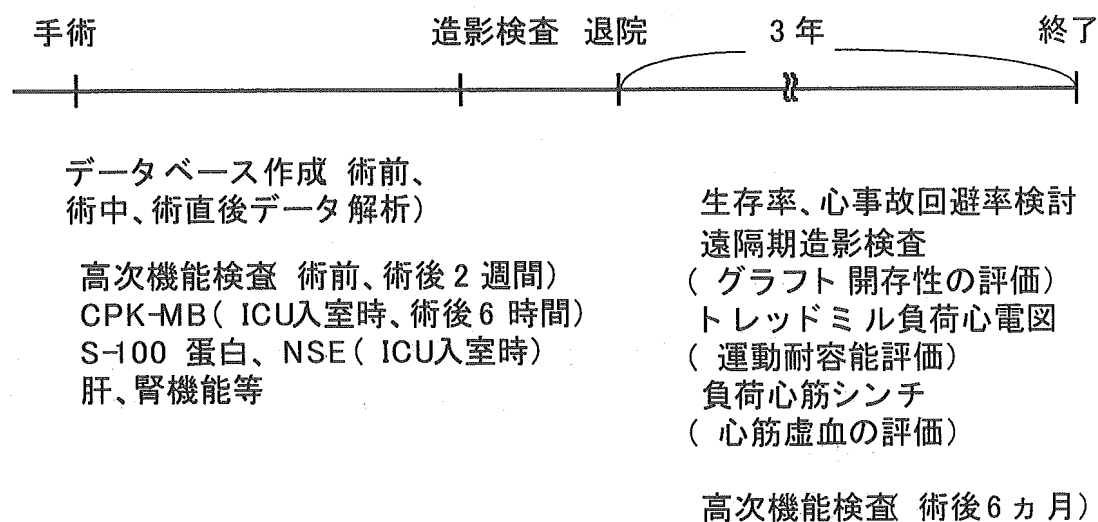 手術 造影検査 退院 3年 終了
データベース作成 術前、
術中、術直後データ解析)
高次機能検査 術前、術後2週間)
CPK-MB( ICU入室時、術後6時間)
S-100 蛋白、NSE( ICU入室時)
肝、腎機能等
生存率、心事故回避率検討
遠隔期造影検査
( グラフト開存性の評価)
トレッドミル負荷心電図
( 運動耐容能評価)
負荷心筋シンチ
( 心筋虚血の評価)
高次機能検査 術後6ヵ月)